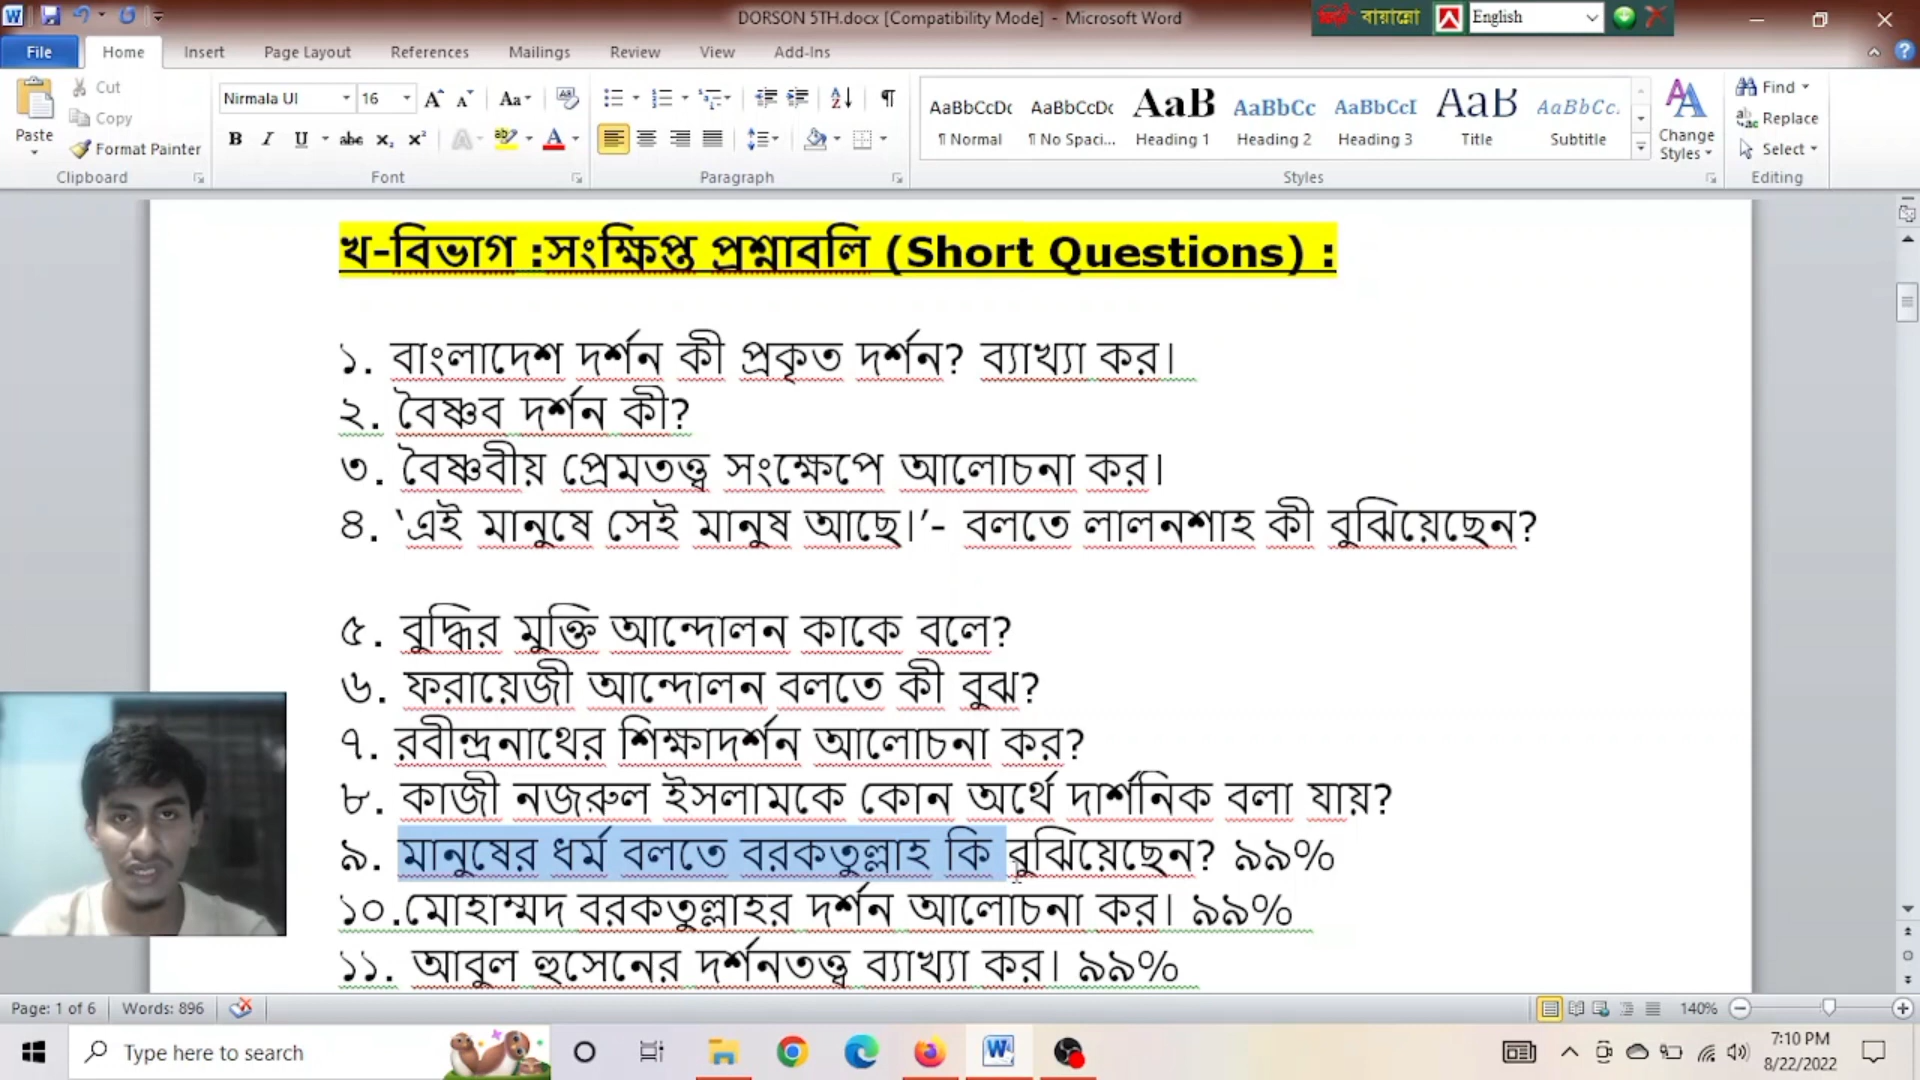 DORSON 5TH.docx [Compatibility Mode] - Microsoft Word
বায়ান্নো English
File Home Insert Page Layout References Mailings Review View Add-Ins
Paste Cut Copy Format Painter
Nirmala UI 16
AaBbCcDc AaBbCcDc AaB AaBbCc AaBbCcI AaB AaBbCc.
¶ Normal ¶ No Spaci... Heading 1 Heading 2 Heading 3 Title Subtitle
Change Styles
Find Replace Select
Clipboard Font Paragraph Styles Editing
খ-বিভাগ :সংক্ষিপ্ত প্রশ্নাবলি (Short Questions) :
১. বাংলাদেশ দর্শন কী প্রকৃত দর্শন? ব্যাখ্যা কর।
২. বৈষ্ণব দর্শন কী?
৩. বৈষ্ণবীয় প্রেমতত্ত্ব সংক্ষেপে আলোচনা কর।
৪. ‘এই মানুষে সেই মানুষ আছে।’- বলতে লালনশাহ কী বুঝিয়েছেন?
৫. বুদ্ধির মুক্তি আন্দোলন কাকে বলে?
৬. ফরায়েজী আন্দোলন বলতে কী বুঝ?
৭. রবীন্দ্রনাথের শিক্ষাদর্শন আলোচনা কর?
৮. কাজী নজরুল ইসলামকে কোন অর্থে দার্শনিক বলা যায়?
৯. মানুষের ধর্ম বলতে বরকতুল্লাহ কি বুঝিয়েছেন? ৯৯%
১০.মোহাম্মদ বরকতুল্লাহর দর্শন আলোচনা কর। ৯৯%
১১. আবুল হুসেনের দর্শনতত্ত্ব ব্যাখ্যা কর। ৯৯%
Page: 1 of 6 Words: 896 140%
Type here to search
7:10 PM
8/22/2022